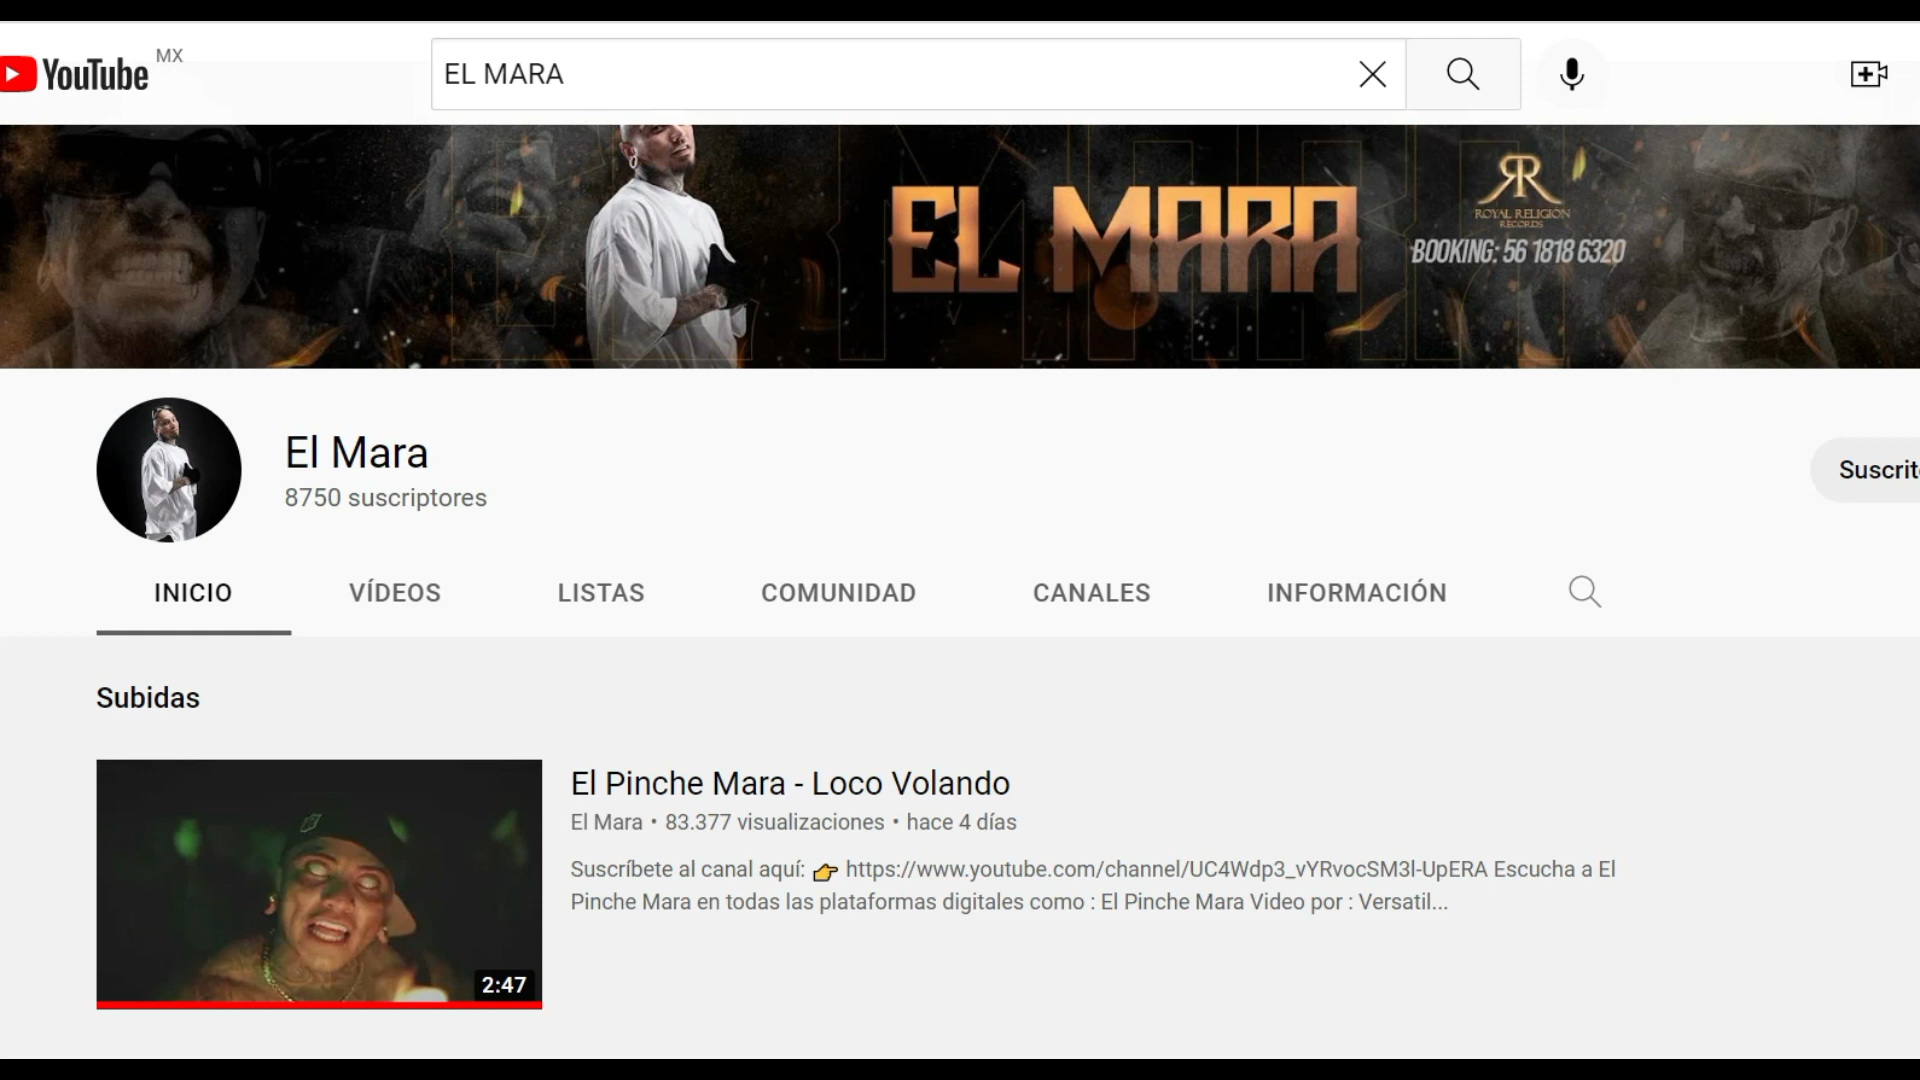 YouTube MX
EL MARA
EL MARA
RR
ROYAL RELIGION
RECORDS
BOOKING: 56 1818 6320
El Mara
8750 suscriptores
Suscrit
INICIO
VÍDEOS
LISTAS
COMUNIDAD
CANALES
INFORMACIÓN
Subidas
2:47
El Pinche Mara - Loco Volando
El Mara • 83.377 visualizaciones • hace 4 días
Suscríbete al canal aquí: 👉 https://www.youtube.com/channel/UC4Wdp3_vYRvocSM3l-UpERA Escucha a El
Pinche Mara en todas las plataformas digitales como : El Pinche Mara Video por : Versatil...